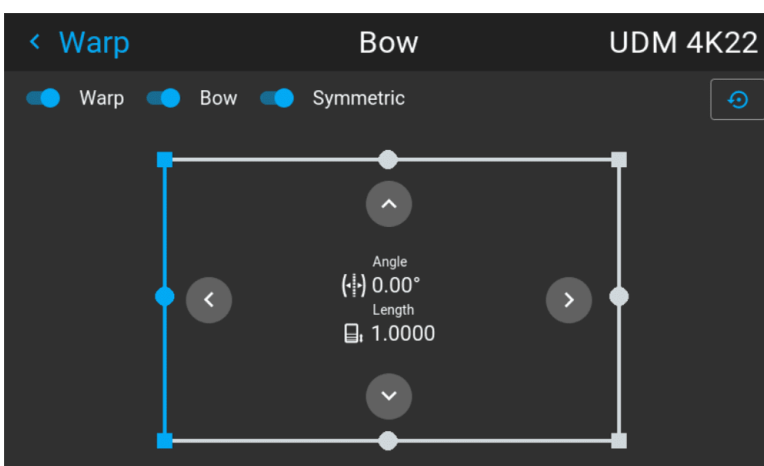 Warp Bow UDM 4K22
Warp Bow Symmetric
Angle
0.00°
Length
1.0000